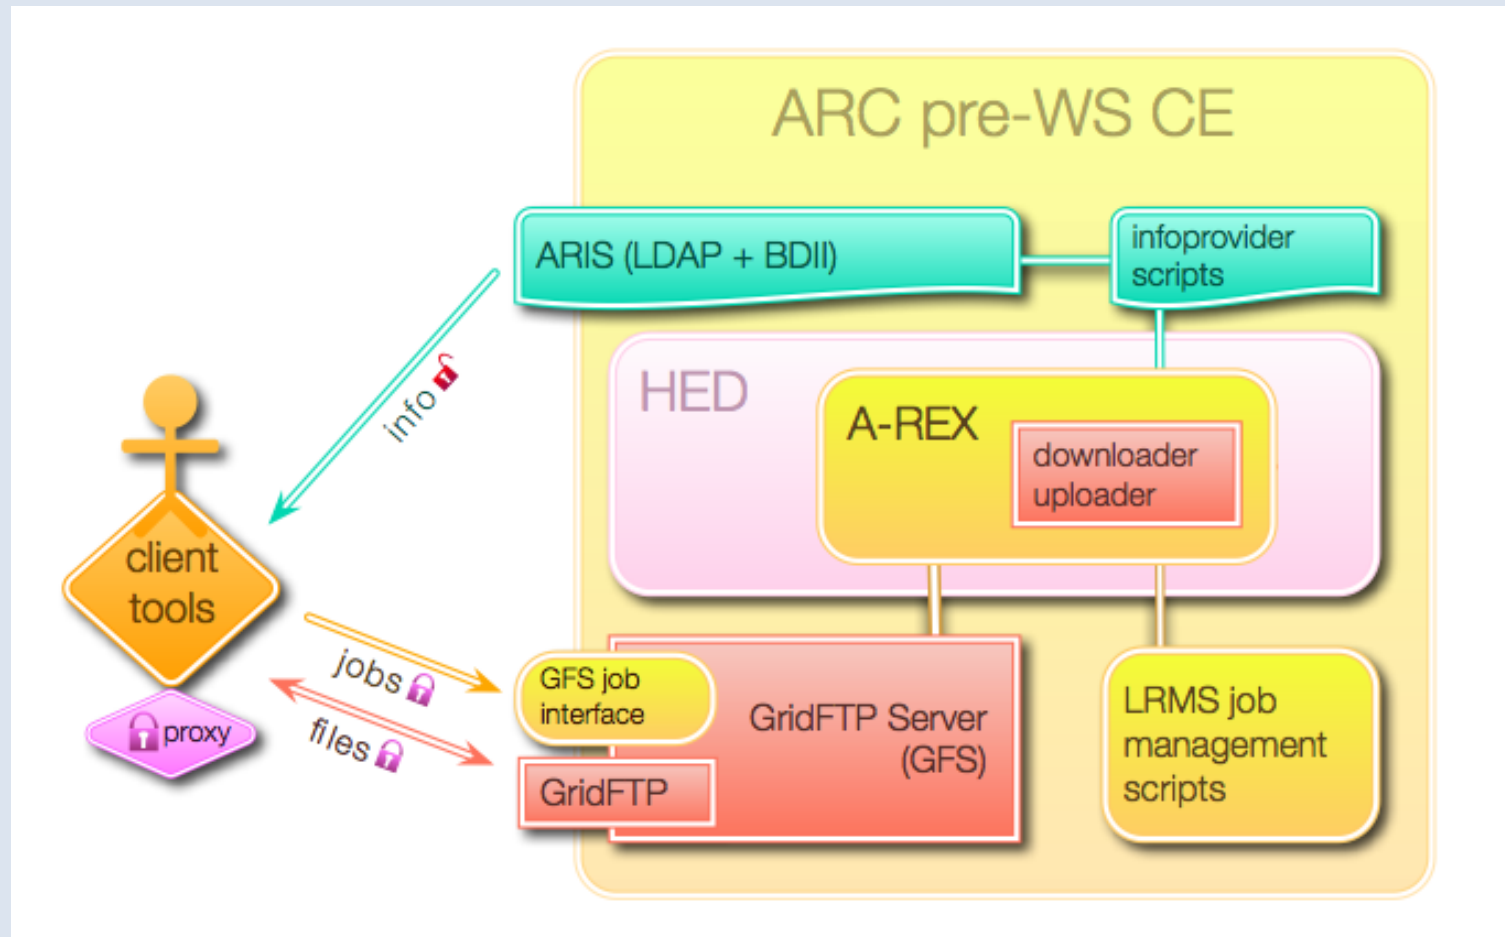 ARC pre-WS CE
ARIS (LDAP + BDII)
infoprovider
scripts
info
HED
A-REX
downloader
uploader
client
tools
proxy
jobs
files
GFS job
interface
GridFTP
GridFTP Server
(GFS)
LRMS job
management
scripts